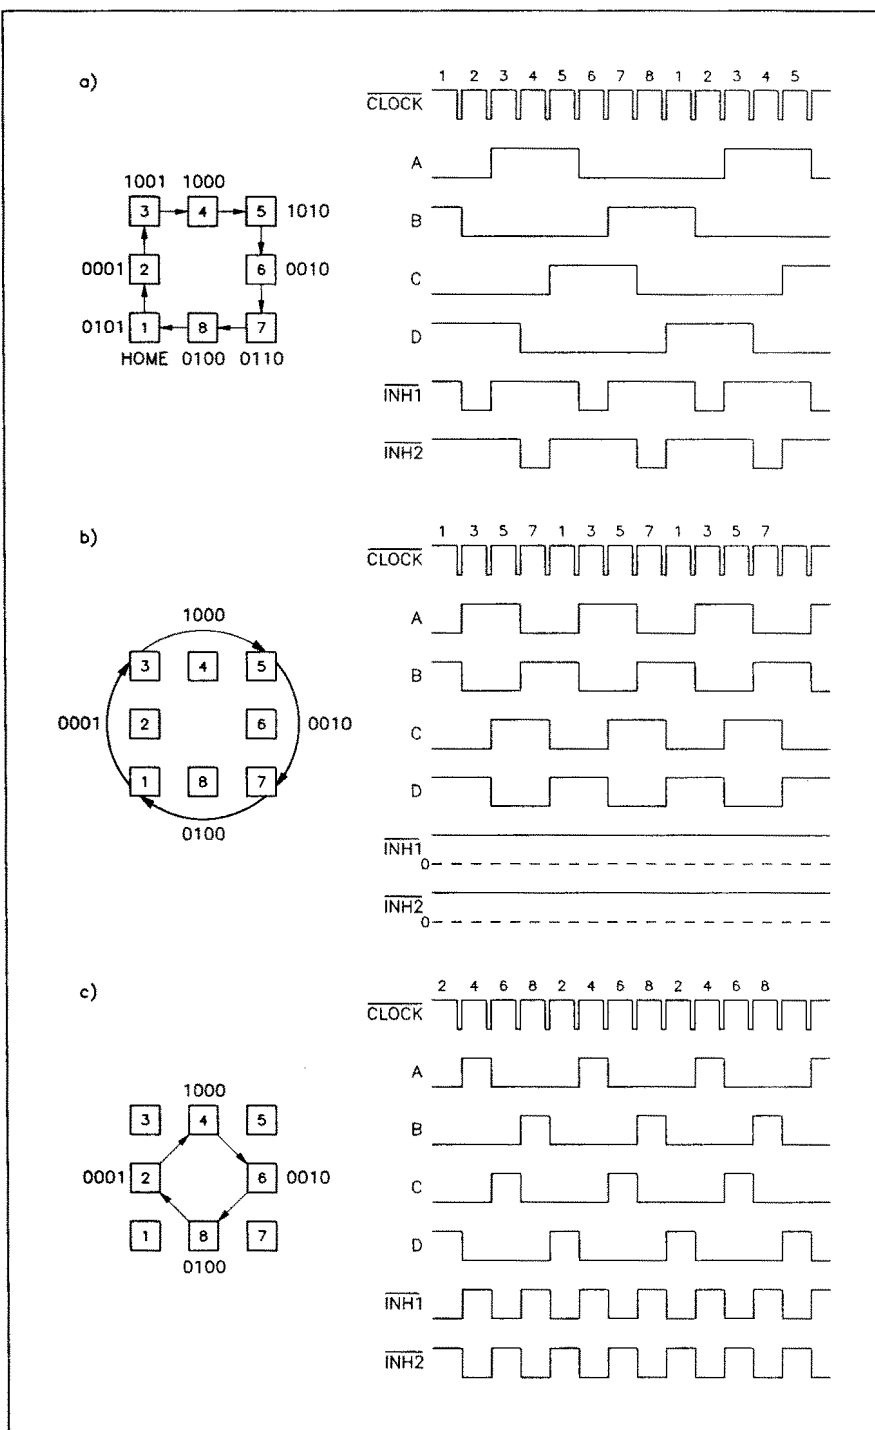 a)
1 2 3 4 5 6 7 8 1 2 3 4 5
CLOCK
A
1001 1000
3 4 5 1010
B
0001 2 6 0010
C
0101 1 8 7
D
HOME 0100 0110
INH1
INH2
b)
1 3 5 7 1 3 5 7 1 3 5 7
CLOCK
1000
A
3 4 5
B
0001 2 6 0010
C
1 8 7
D
0100
INH1
0
INH2
0
c)
2 4 6 8 2 4 6 8 2 4 6 8
CLOCK
A
1000
3 4 5
B
0001 2 6 0010
C
1 8 7
D
0100
INH1
INH2